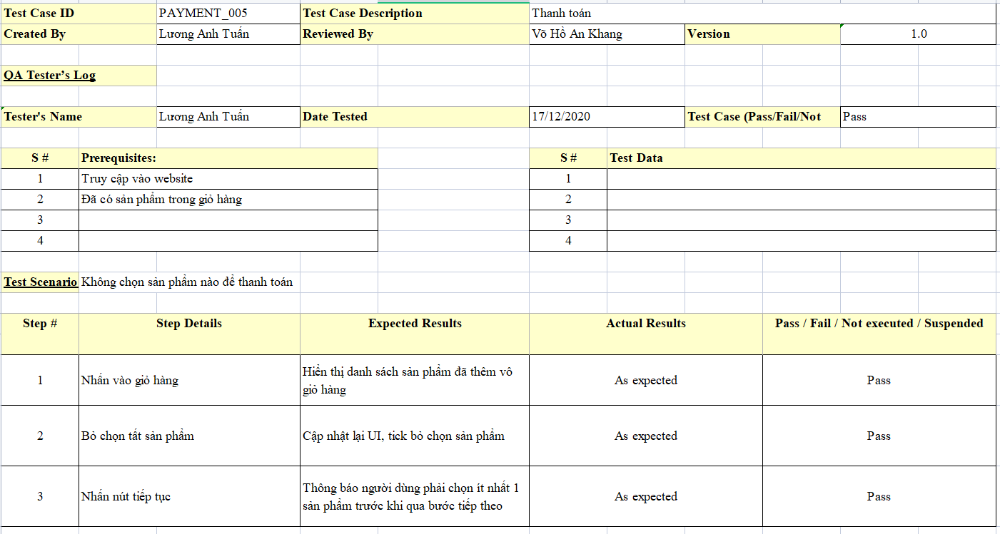 Test Case ID PAYMENT_005 Test Case Description Thanh toán
Created By Lương Anh Tuấn Reviewed By Võ Hồ An Khang Version 1.0
QA Tester’s Log
Tester's Name Lương Anh Tuấn Date Tested 17/12/2020 Test Case (Pass/Fail/Not Pass
S # Prerequisites: S # Test Data
1 Truy cập vào website 1
2 Đã có sản phẩm trong giỏ hàng 2
3 3
4 4
Test Scenario Không chọn sản phẩm nào để thanh toán
Step # Step Details Expected Results Actual Results Pass / Fail / Not executed / Suspended
1 Nhấn vào giỏ hàng Hiển thị danh sách sản phẩm đã thêm vô
giỏ hàng As expected Pass
2 Bỏ chọn tất sản phẩm Cập nhật lại UI, tick bỏ chọn sản phẩm As expected Pass
3 Nhấn nút tiếp tục Thông báo người dùng phải chọn ít nhất 1
sản phẩm trước khi qua bước tiếp theo As expected Pass